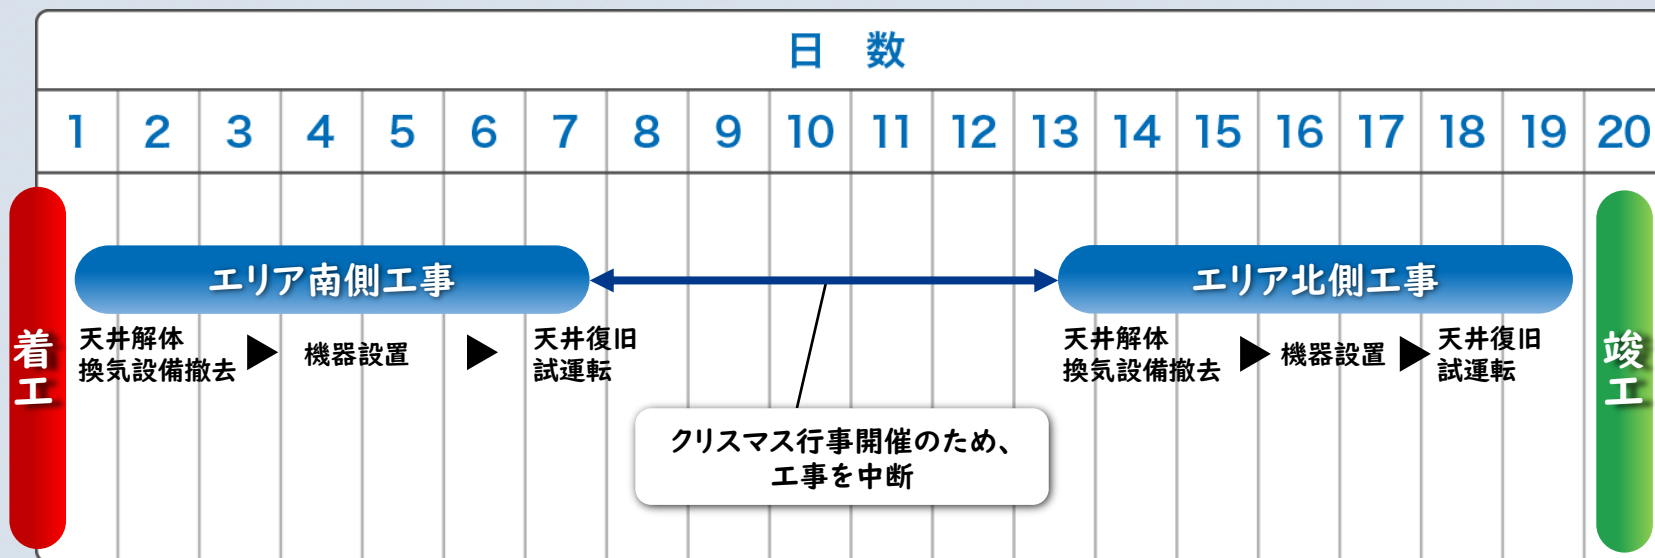 日 数
1 2 3 4 5 6 7 8 9 10 11 12 13 14 15 16 17 18 19 20
着工
エリア南側工事
エリア北側工事
竣工
天井解体
換気設備撤去
機器設置
天井復旧
試運転
天井解体
換気設備撤去
機器設置
天井復旧
試運転
クリスマス行事開催のため、
工事を中断